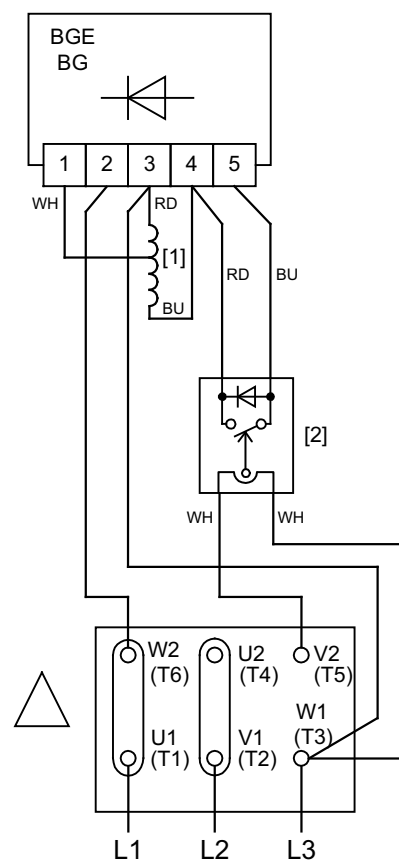 BGE
BG
1 2 3 4 5
WH RD
[1]
BU
RD BU
[2]
WH WH
W2 U2 V2
(T6) (T4) (T5)
W1
U1 V1 (T3)
(T1) (T2)
L1 L2 L3